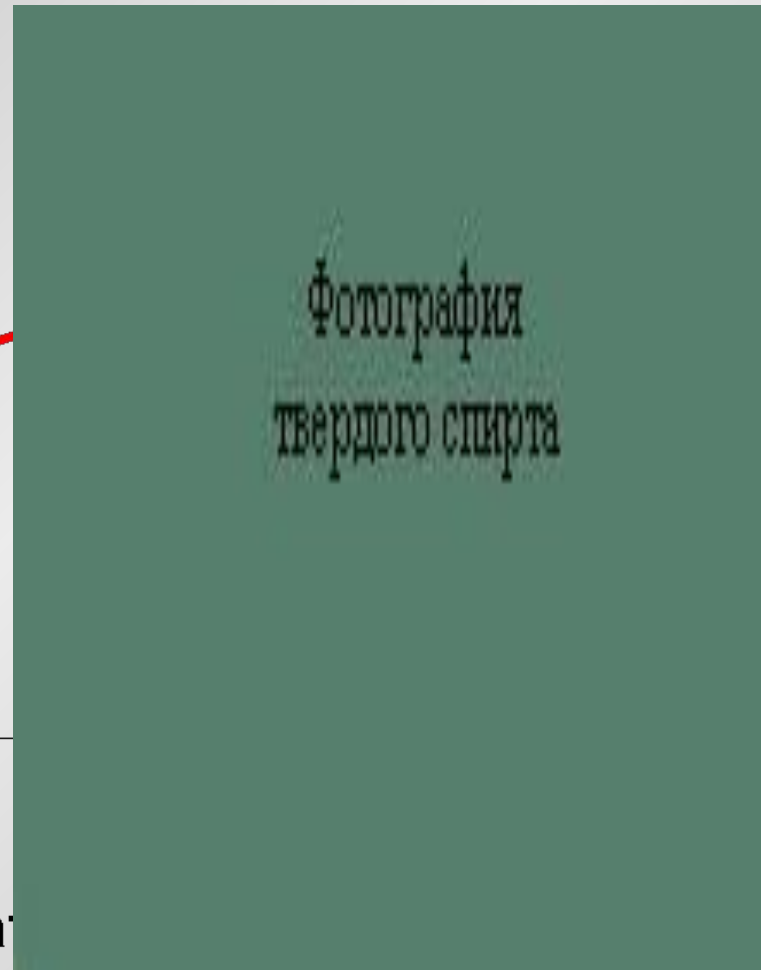 Фотография
твердого спирта